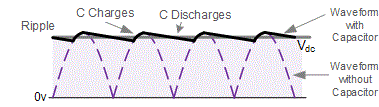 C Charges
C Discharges
Waveform
with
Capacitor
Ripple
Vdc
Waveform
without
Capacitor
0v